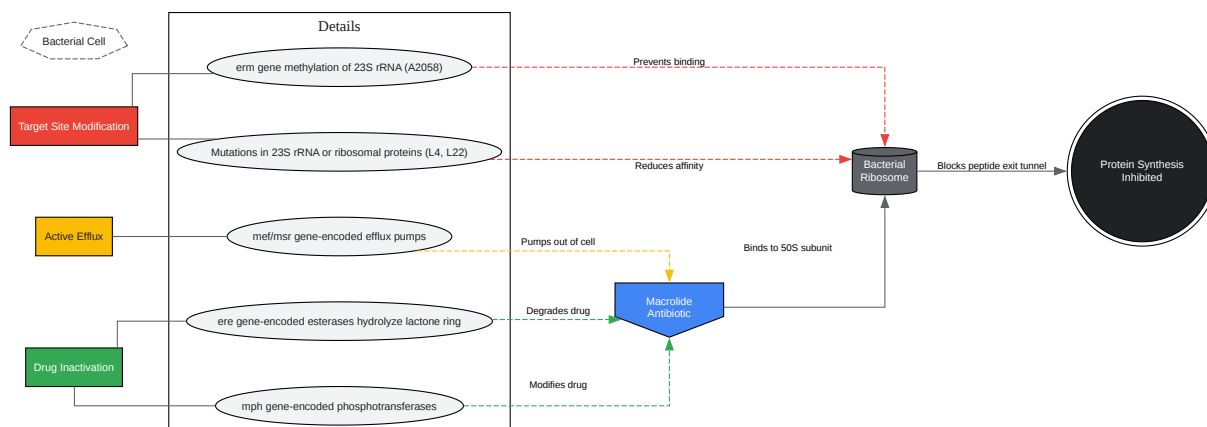 Details
Bacterial Cell
erm gene methylation of 23S rRNA (A2058)
Prevents binding
Target Site Modification
Mutations in 23S rRNA or ribosomal proteins (L4, L22)
Reduces affinity
Bacterial
Ribosome
Blocks peptide exit tunnel
Protein Synthesis
Inhibited
Active Efflux
mef/msr gene-encoded efflux pumps
Pumps out of cell
Binds to 50S subunit
Macrolide
Antibiotic
ere gene-encoded esterases hydrolyze lactone ring
Degrades drug
Drug Inactivation
mph gene-encoded phosphotransferases
Modifies drug